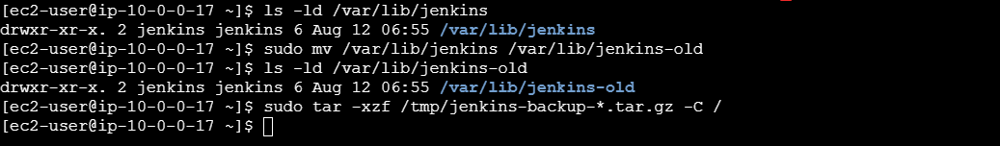 [ec2-user@ip-10-0-0-17 ~]$ ls -ld /var/lib/jenkins
drwxr-xr-x. 2 jenkins jenkins 6 Aug 12 06:55 /var/lib/jenkins
[ec2-user@ip-10-0-0-17 ~]$ sudo mv /var/lib/jenkins /var/lib/jenkins-old
[ec2-user@ip-10-0-0-17 ~]$ ls -ld /var/lib/jenkins-old
drwxr-xr-x. 2 jenkins jenkins 6 Aug 12 06:55 /var/lib/jenkins-old
[ec2-user@ip-10-0-0-17 ~]$ sudo tar -xzf /tmp/jenkins-backup-*.tar.gz -C /
[ec2-user@ip-10-0-0-17 ~]$